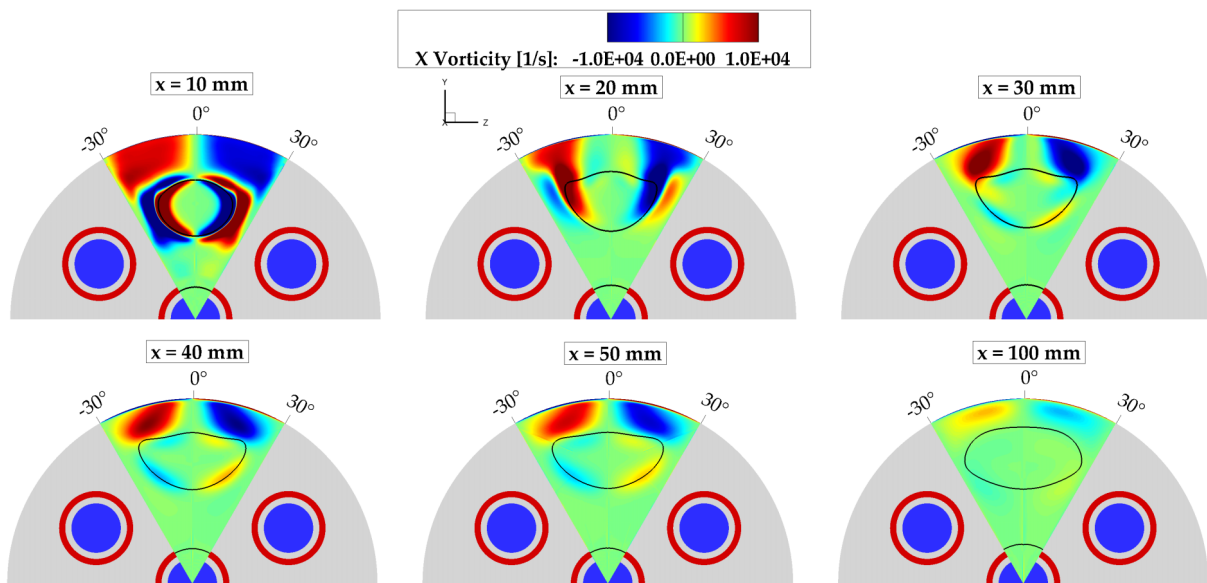 X Vorticity [1/s]: -1.0E+04 0.0E+00 1.0E+04
x = 10 mm
x = 20 mm
x = 30 mm
Y
X
Z
0°
0°
0°
-30°
30°
-30°
30°
-30°
30°
x = 40 mm
x = 50 mm
x = 100 mm
0°
0°
0°
-30°
30°
-30°
30°
-30°
30°